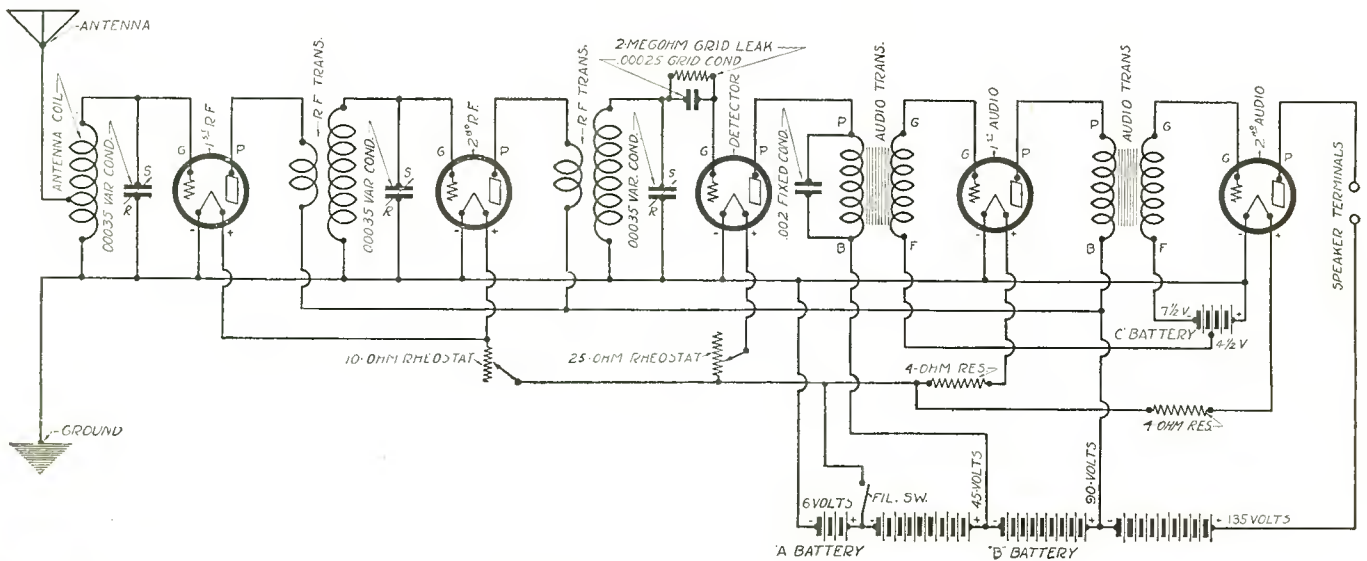 ANTENNA
ANTENNA COIL
.00035 VAR. COND.
S
R
G
P
1ST R.F.
-
+
R F TRANS.
.00035 VAR COND.
S
R
G
P
2ND R.F.
-
+
R F TRANS.
.00035 VAR. COND.
S
R
2-MEGOHM GRID LEAK
.00025 GRID COND
G
P
DETECTOR
-
+
.002 FIXED COND.
P
B
AUDIO TRANS.
G
F
G
P
1ST AUDIO
-
+
P
B
AUDIO TRANS
G
F
G
P
2ND AUDIO
-
+
SPEAKER TERMINALS
7½ V.
-
+
4½ V
"C" BATTERY
10-OHM RHEOSTAT
25-OHM RHEOSTAT
4-OHM RES.
4 OHM RES.
GROUND
6 VOLTS
-
+
FIL. SW.
-
+
45-VOLTS
-
+
90-VOLTS
-
+ 135 VOLTS
"A BATTERY
"B" BATTERY